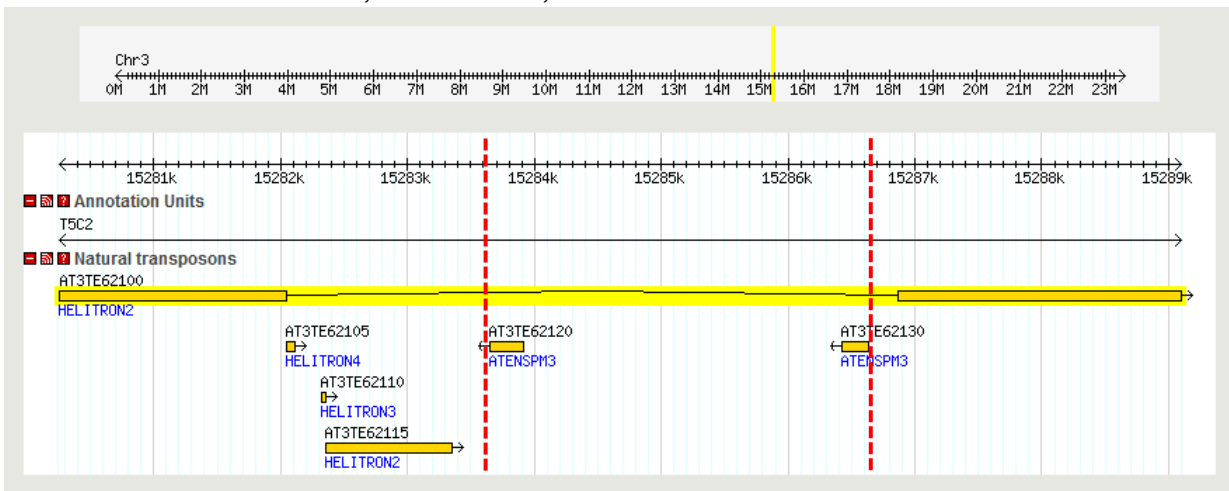 Chr3
0M 1M 2M 3M 4M 5M 6M 7M 8M 9M 10M 11M 12M 13M 14M 15M 16M 17M 18M 19M 20M 21M 22M 23M
15281k 15282k 15283k 15284k 15285k 15286k 15287k 15288k 15289k
Annotation Units
T5C2
Natural transposons
AT3TE62100
HELITRON2
AT3TE62105 AT3TE62120 AT3TE62130
HELITRON4 ATENSPM3 ATENSPM3
AT3TE62110
HELITRON3
AT3TE62115
HELITRON2